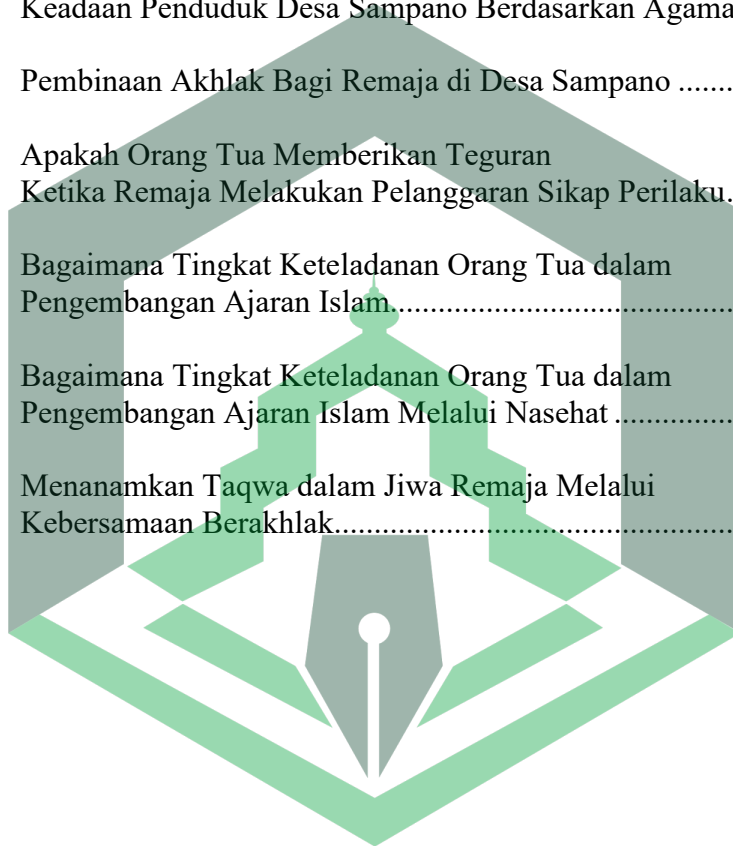 Keadaan Penduduk Desa Sampano Berdasarkan Agama
Pembinaan Akhlak Bagi Remaja di Desa Sampano .......
Apakah Orang Tua Memberikan Teguran
Ketika Remaja Melakukan Pelanggaran Sikap Perilaku.
Bagaimana Tingkat Keteladanan Orang Tua dalam
Pengembangan Ajaran Islam..........................................
Bagaimana Tingkat Keteladanan Orang Tua dalam
Pengembangan Ajaran Islam Melalui Nasehat ..............
Menanamkan Taqwa dalam Jiwa Remaja Melalui
Kebersamaan Berakhlak.................................................